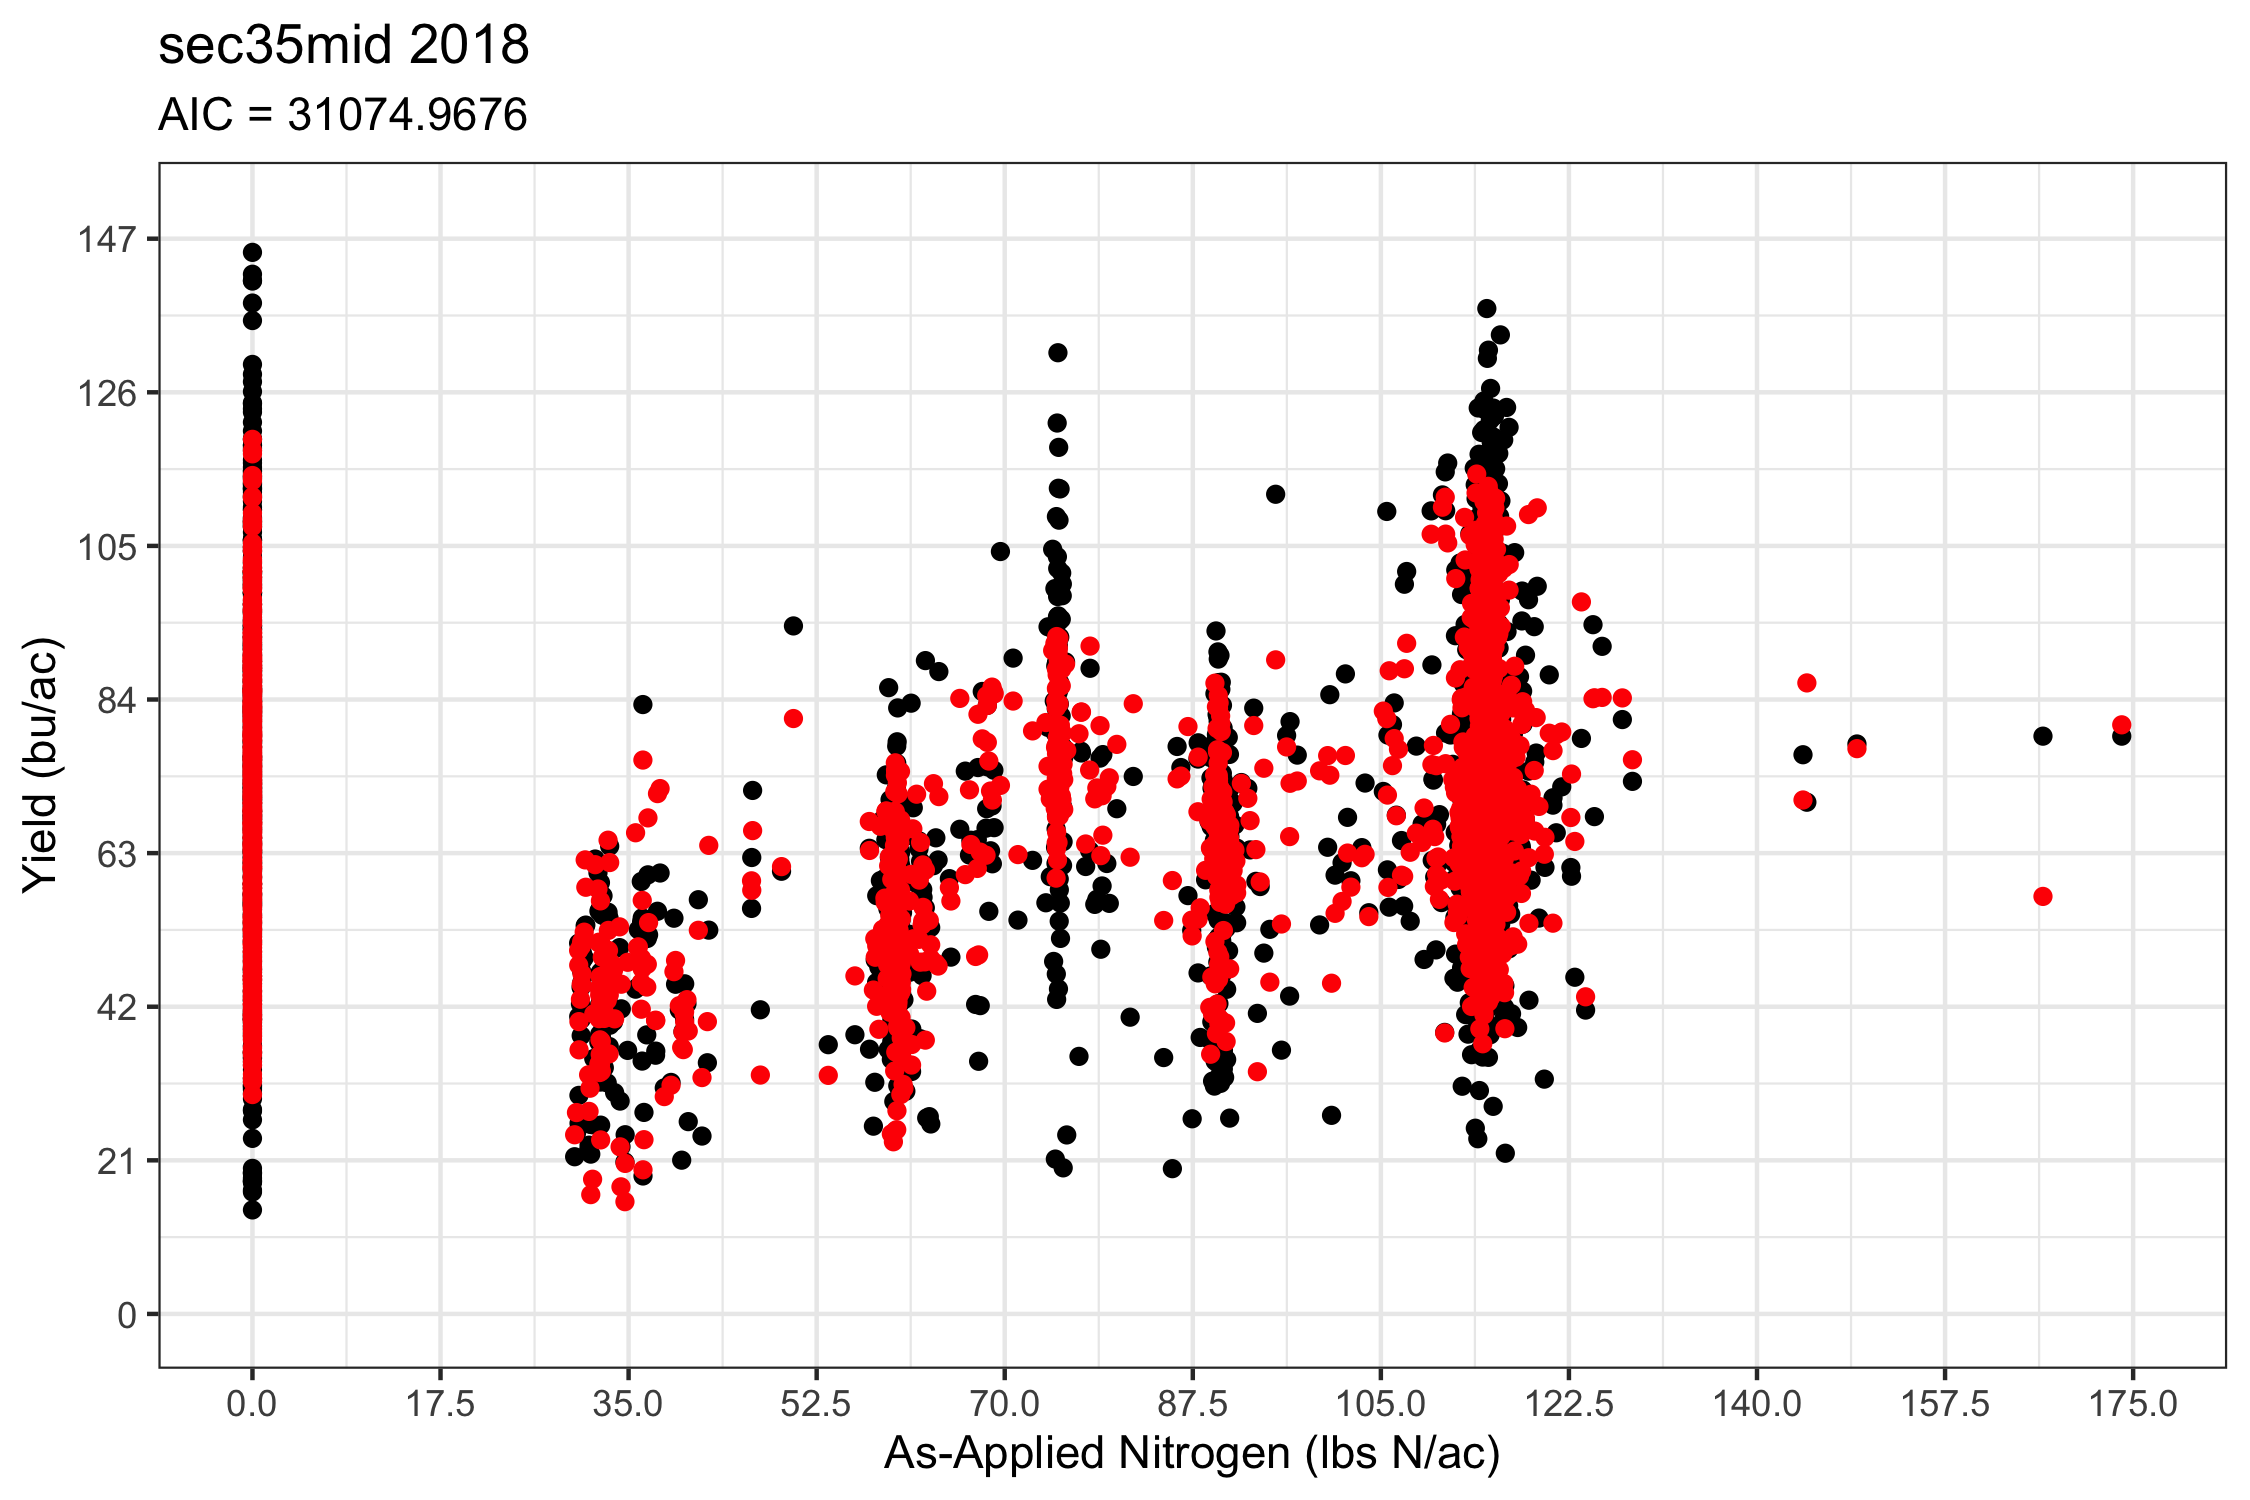 sec35mid 2018
AIC = 31074.9676
147
126
105
84
63
42
21
0
Yield (bu/ac)
0.0 17.5 35.0 52.5 70.0 87.5 105.0 122.5 140.0 157.5 175.0
As-Applied Nitrogen (lbs N/ac)